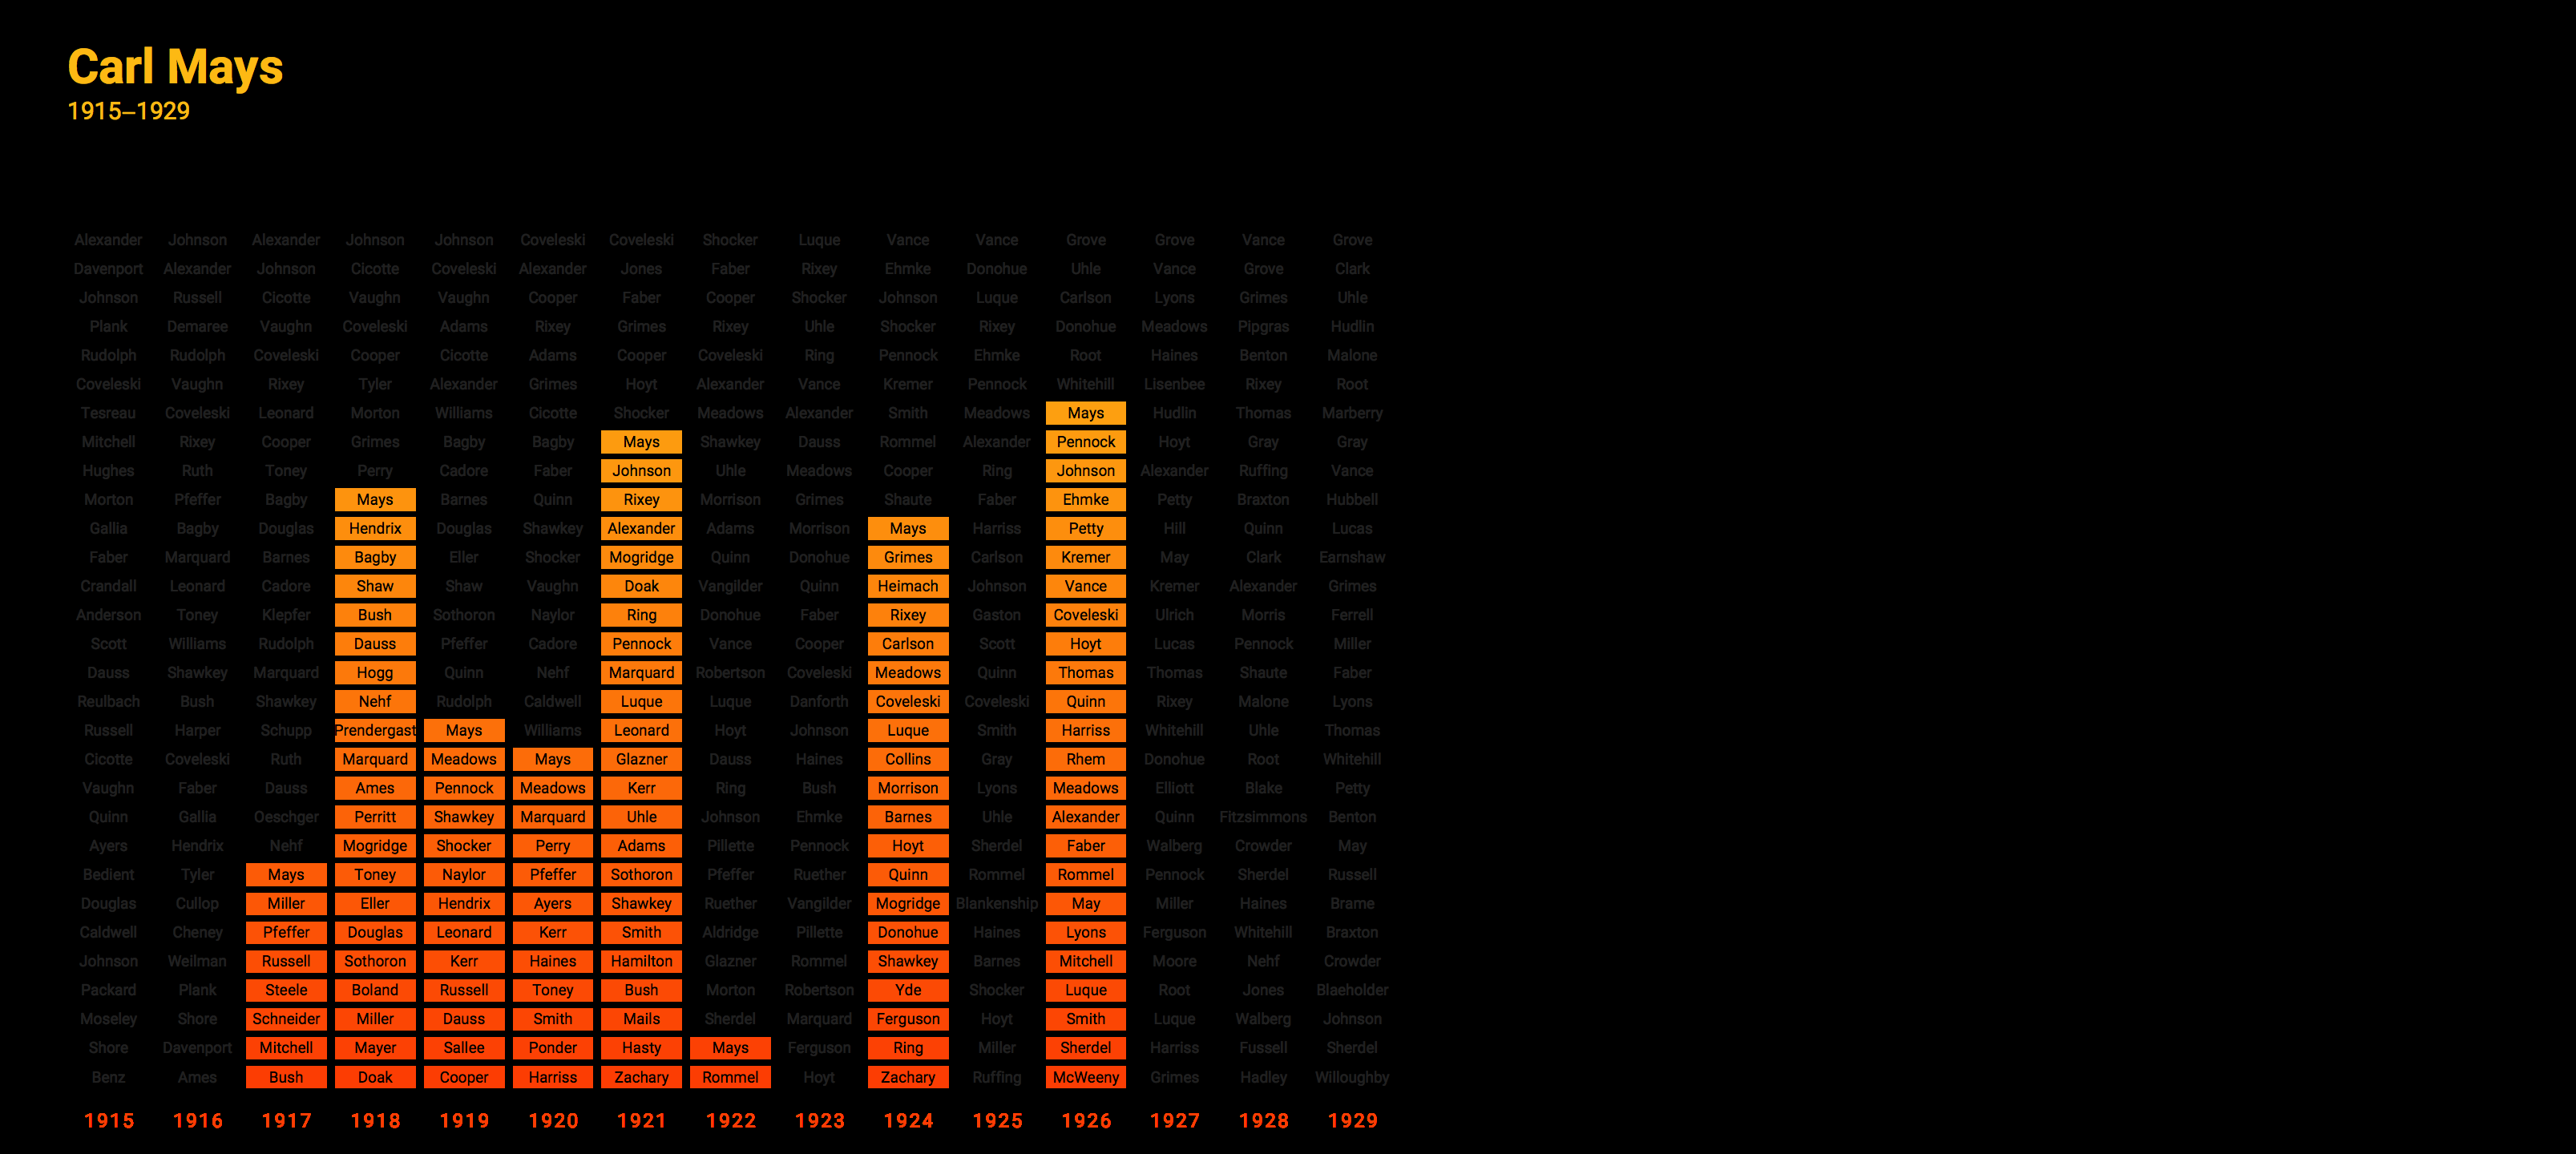 Carl Mays
1915–1929
Alexander Johnson Alexander Johnson Johnson Coveleski Coveleski Shocker Luque Vance Vance Grove Grove Vance Grove
Davenport Alexander Johnson Cicotte Coveleski Alexander Jones Faber Rixey Ehmke Donohue Uhle Vance Grove Clark
Johnson Russell Cicotte Vaughn Vaughn Cooper Faber Cooper Shocker Johnson Luque Carlson Lyons Grimes Uhle
Plank Demaree Vaughn Coveleski Adams Rixey Grimes Rixey Uhle Shocker Rixey Donohue Meadows Pipgras Hudlin
Rudolph Rudolph Coveleski Cooper Cicotte Adams Cooper Coveleski Ring Pennock Ehmke Root Haines Benton Malone
Coveleski Vaughn Rixey Tyler Alexander Grimes Hoyt Alexander Vance Kremer Pennock Whitehill Lisenbee Rixey Root
Tesreau Coveleski Leonard Morton Williams Cicotte Shocker Meadows Alexander Smith Meadows Mays Hudlin Thomas Marberry
Mitchell Rixey Cooper Grimes Bagby Bagby Mays Shawkey Dauss Rommel Alexander Pennock Hoyt Gray Gray
Hughes Ruth Toney Perry Cadore Faber Johnson Uhle Meadows Cooper Ring Johnson Alexander Ruffing Vance
Morton Pfeffer Bagby Mays Barnes Quinn Rixey Morrison Grimes Shaute Faber Ehmke Petty Braxton Hubbell
Gallia Bagby Douglas Hendrix Douglas Shawkey Alexander Adams Morrison Mays Harriss Petty Hill Quinn Lucas
Faber Marquard Barnes Bagby Eller Shocker Mogridge Quinn Donohue Grimes Carlson Kremer May Clark Earnshaw
Crandall Leonard Cadore Shaw Shaw Vaughn Doak Vangilder Quinn Heimach Johnson Vance Kremer Alexander Grimes
Anderson Toney Klepfer Bush Sothoron Naylor Ring Donohue Faber Rixey Gaston Coveleski Ulrich Morris Ferrell
Scott Williams Rudolph Dauss Pfeffer Cadore Pennock Vance Cooper Carlson Scott Hoyt Lucas Pennock Miller
Dauss Shawkey Marquard Hogg Quinn Nehf Marquard Robertson Coveleski Meadows Quinn Thomas Thomas Shaute Faber
Reulbach Bush Shawkey Nehf Rudolph Caldwell Luque Luque Danforth Coveleski Coveleski Quinn Rixey Malone Lyons
Russell Harper Schupp Prendergast Mays Williams Leonard Hoyt Johnson Luque Smith Harriss Whitehill Uhle Thomas
Cicotte Coveleski Ruth Marquard Meadows Mays Glazner Dauss Haines Collins Gray Rhem Donohue Root Whitehill
Vaughn Faber Dauss Ames Pennock Meadows Kerr Ring Bush Morrison Lyons Meadows Elliott Blake Petty
Quinn Gallia Oeschger Perritt Shawkey Marquard Uhle Johnson Ehmke Barnes Uhle Alexander Quinn Fitzsimmons Benton
Ayers Hendrix Nehf Mogridge Shocker Perry Adams Pillette Pennock Hoyt Sherdel Faber Walberg Crowder May
Bedient Tyler Mays Toney Naylor Pfeffer Sothoron Pfeffer Ruether Quinn Rommel Rommel Pennock Sherdel Russell
Douglas Cullop Miller Eller Hendrix Ayers Shawkey Ruether Vangilder Mogridge Blankenship May Miller Haines Brame
Caldwell Cheney Pfeffer Douglas Leonard Kerr Smith Aldridge Pillette Donohue Haines Lyons Ferguson Whitehill Braxton
Johnson Weilman Russell Sothoron Kerr Haines Hamilton Glazner Rommel Shawkey Barnes Mitchell Moore Nehf Crowder
Packard Plank Steele Boland Russell Toney Bush Morton Robertson Yde Shocker Luque Root Jones Blaeholder
Moseley Shore Schneider Miller Dauss Smith Mails Sherdel Marquard Ferguson Hoyt Smith Luque Walberg Johnson
Shore Davenport Mitchell Mayer Sallee Ponder Hasty Mays Ferguson Ring Miller Sherdel Harriss Fussell Sherdel
Benz Ames Bush Doak Cooper Harriss Zachary Rommel Hoyt Zachary Ruffing McWeeny Grimes Hadley Willoughby
1915 1916 1917 1918 1919 1920 1921 1922 1923 1924 1925 1926 1927 1928 1929